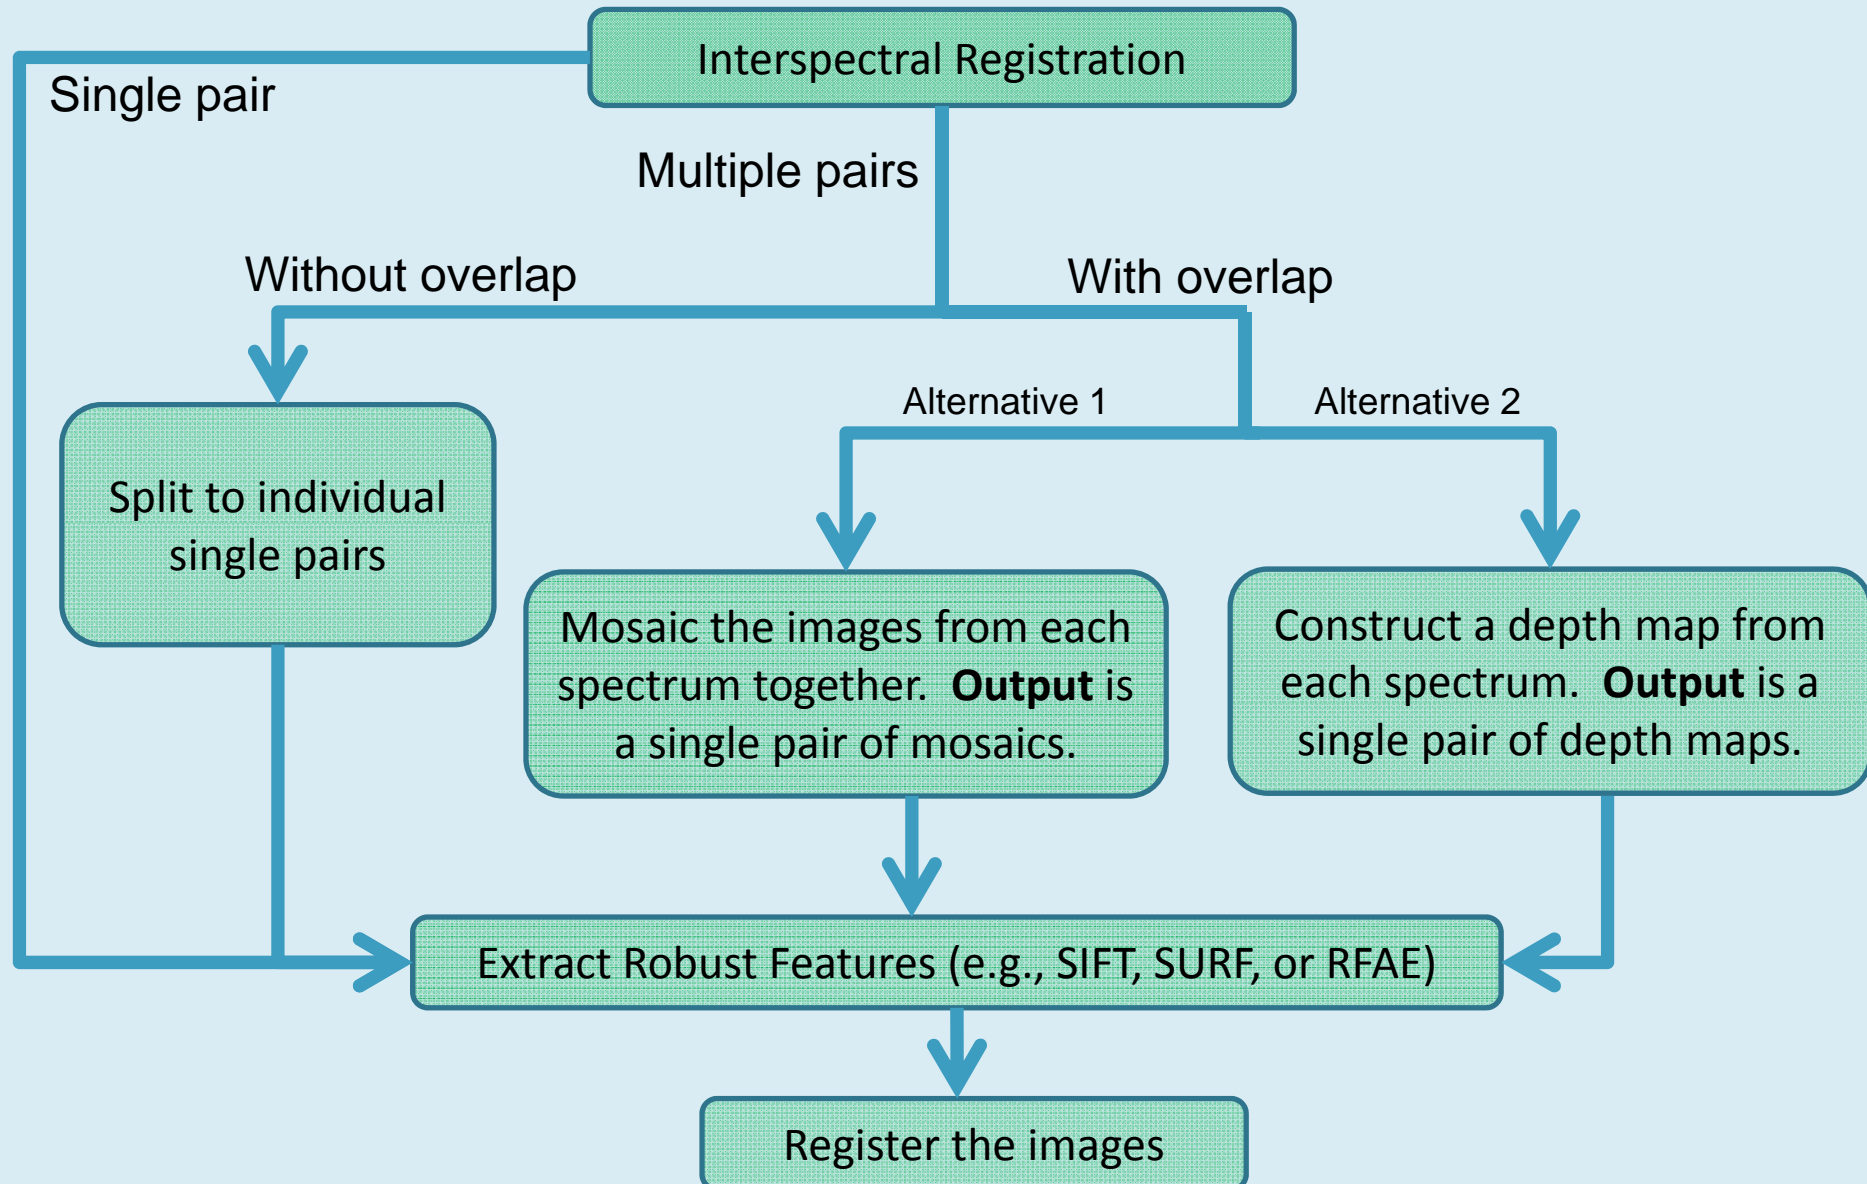 Interspectral Registration
Single pair
Multiple pairs
Without overlap
With overlap
Alternative 1
Alternative 2
Split to individual
single pairs
Mosaic the images from each
spectrum together.  Output is
a single pair of mosaics.
Construct a depth map from
each spectrum.  Output is a
single pair of depth maps.
Extract Robust Features (e.g., SIFT, SURF, or RFAE)
Register the images